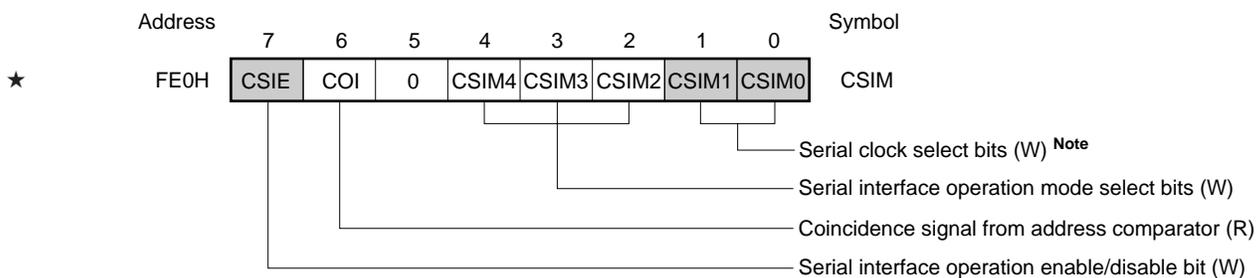 Address Symbol
7 6 5 4 3 2 1 0
★ FE0H CSIE COI 0 CSIM4 CSIM3 CSIM2 CSIM1 CSIM0 CSIM
Serial clock select bits (W) Note
Serial interface operation mode select bits (W)
Coincidence signal from address comparator (R)
Serial interface operation enable/disable bit (W)